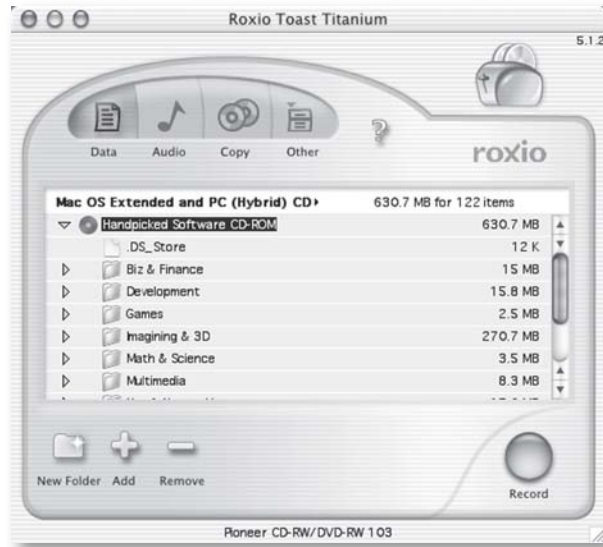 Roxio Toast Titanium
5.1.2
Data Audio Copy Other
?
roxio
Mac OS Extended and PC (Hybrid) CD 630.7 MB for 122 items
Handpicked Software CD-ROM 630.7 MB
.DS_Store 12 K
Biz & Finance 15 MB
Development 15.8 MB
Games 2.5 MB
Imagining & 3D 270.7 MB
Math & Science 3.5 MB
Multimedia 8.3 MB
New Folder Add Remove
Record
Pioneer CD-RW/DVD-RW 103